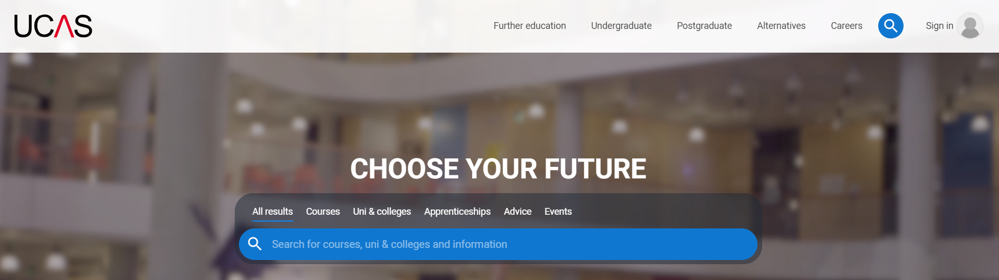 UCAS
Further education Undergraduate Postgraduate Alternatives Careers Sign in
CHOOSE YOUR FUTURE
All results Courses Uni & colleges Apprenticeships Advice Events
Search for courses, uni & colleges and information